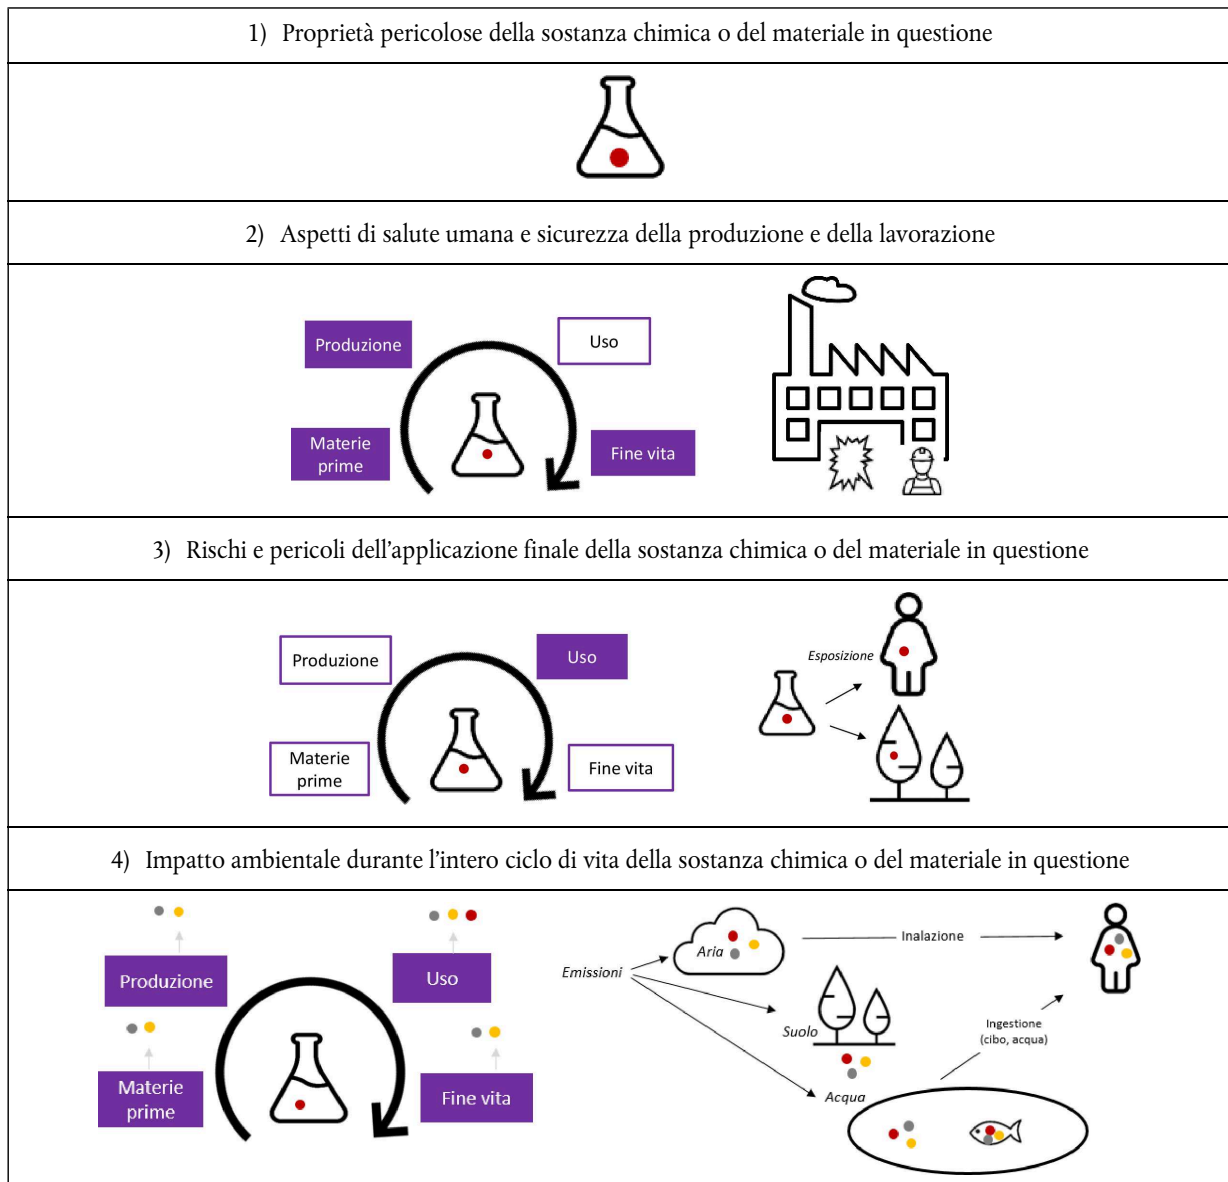 1) Proprietà pericolose della sostanza chimica o del materiale in questione
2) Aspetti di salute umana e sicurezza della produzione e della lavorazione
Produzione
Uso
Materie
prime
Fine vita
3) Rischi e pericoli dell’applicazione finale della sostanza chimica o del materiale in questione
Produzione
Uso
Materie
prime
Fine vita
Esposizione
4) Impatto ambientale durante l’intero ciclo di vita della sostanza chimica o del materiale in questione
Produzione
Uso
Materie
prime
Fine vita
Emissioni
Aria
Inalazione
Suolo
Ingestione
(cibo, acqua)
Acqua